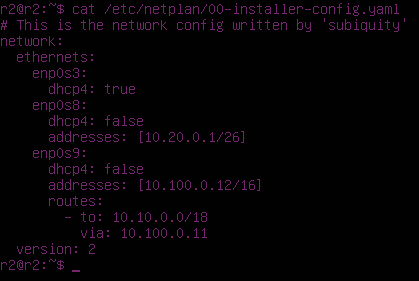 r2@r2:~$ cat /etc/netplan/00-installer-config.yaml
# This is the network config written by 'subiquity'
network:
  ethernets:
    enp0s3:
      dhcp4: true
    enp0s8:
      dhcp4: false
      addresses: [10.20.0.1/26]
    enp0s9:
      dhcp4: false
      addresses: [10.100.0.12/16]
      routes:
        - to: 10.10.0.0/18
          via: 10.100.0.11
  version: 2
r2@r2:~$ _